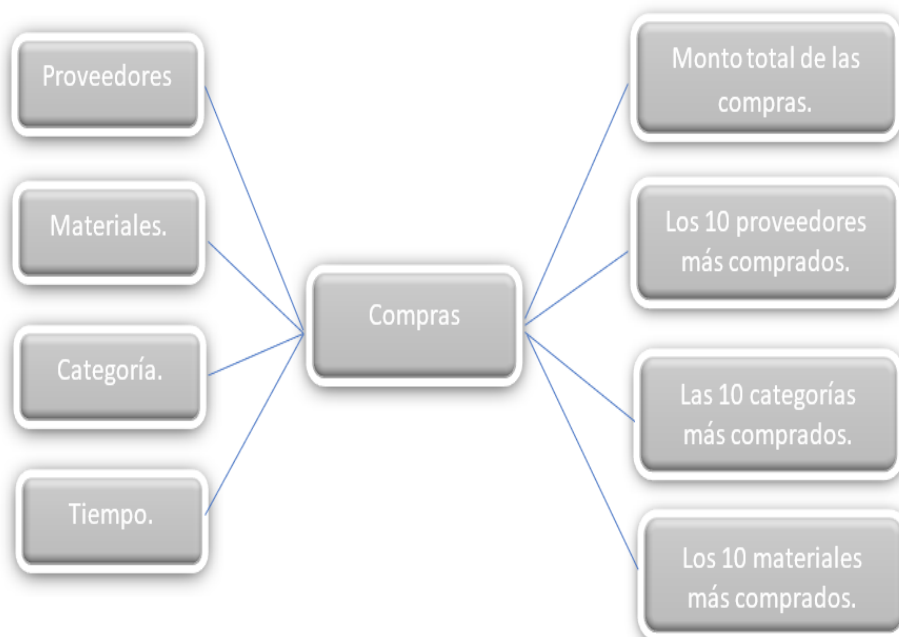 Proveedores
Materiales.
Categoría.
Tiempo.
Compras
Monto total de las
compras.
Los 10 proveedores
más comprados.
Las 10 categorías
más comprados.
Los 10 materiales
más comprados.